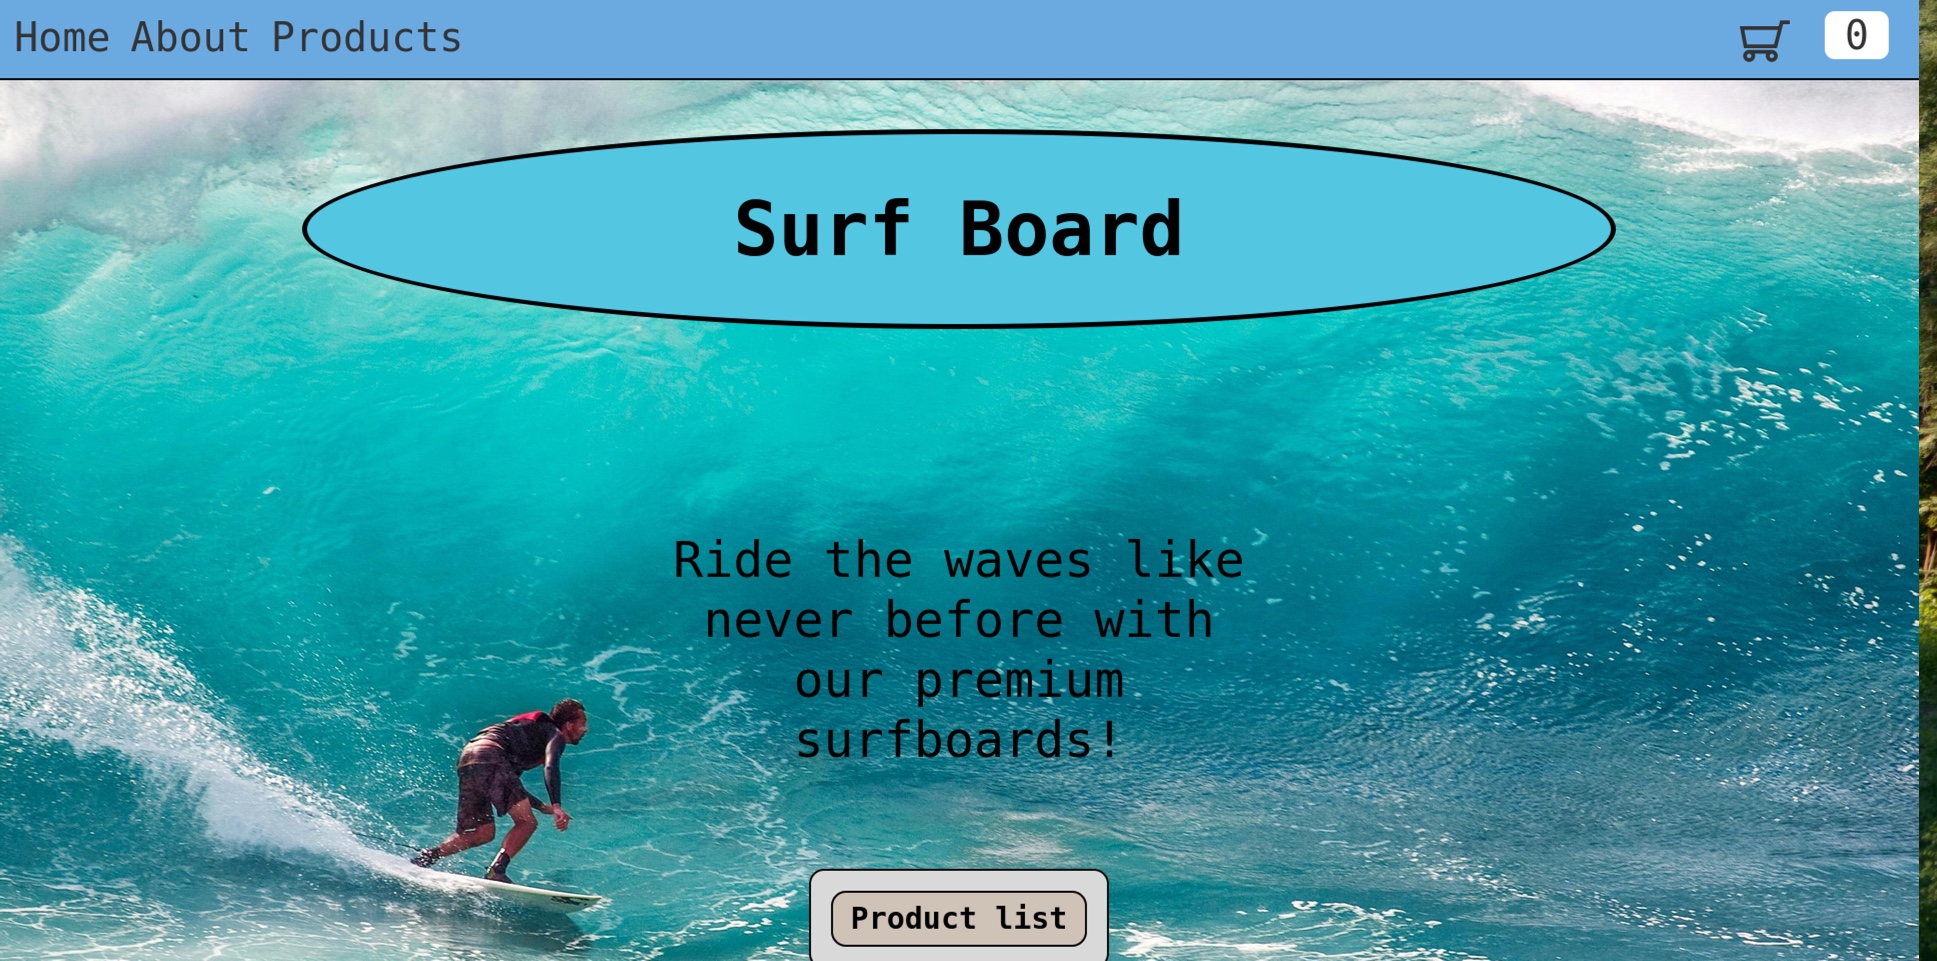 Home About Products
0
Surf Board
Ride the waves like
never before with
our premium
surfboards!
Product list